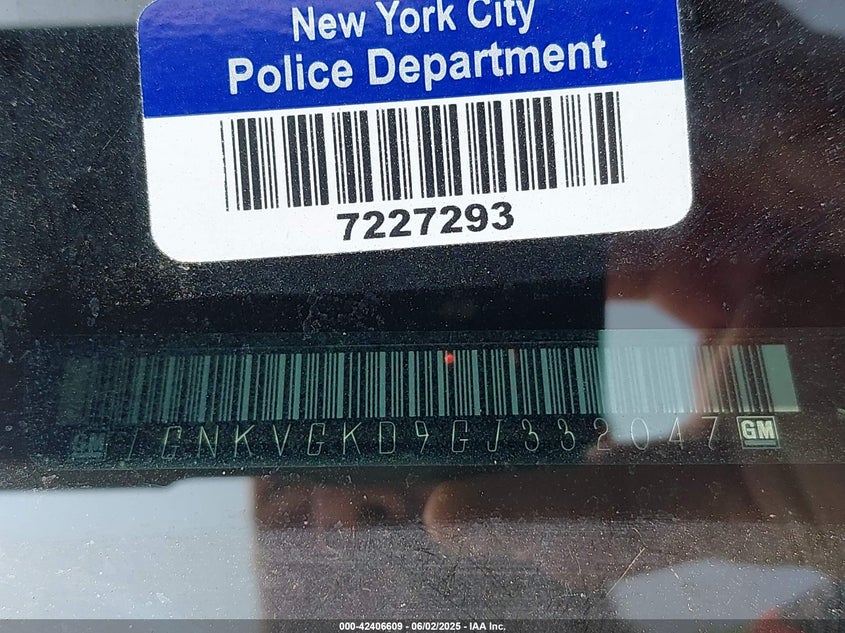 New York City
Police Department
7227293
GM 1GNKVGKD9GJ332047 GM
000-42406609 | 06/02/2025 - IAA Inc.